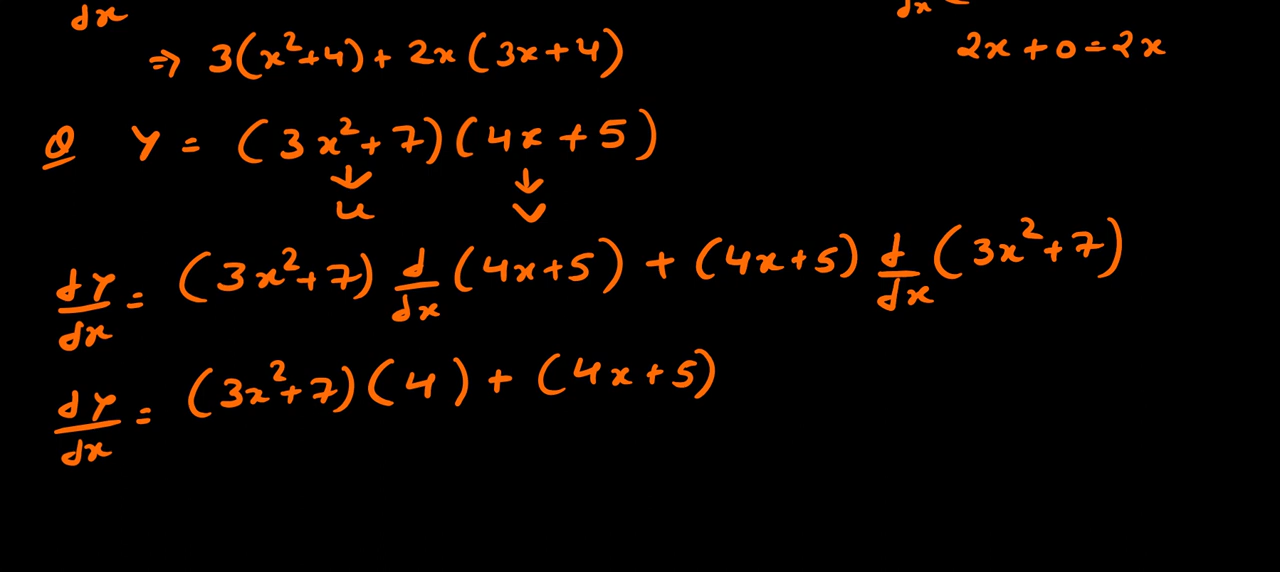 dx
dx
⇒ 3(x²+4) + 2x (3x+4)
2x + 0 = 2x
Q Y = (3x²+7)(4x+5)
↓ ↓
u v
dY/dx = (3x²+7) d/dx (4x+5) + (4x+5) d/dx (3x²+7)
dY/dx = (3x²+7)(4) + (4x+5)